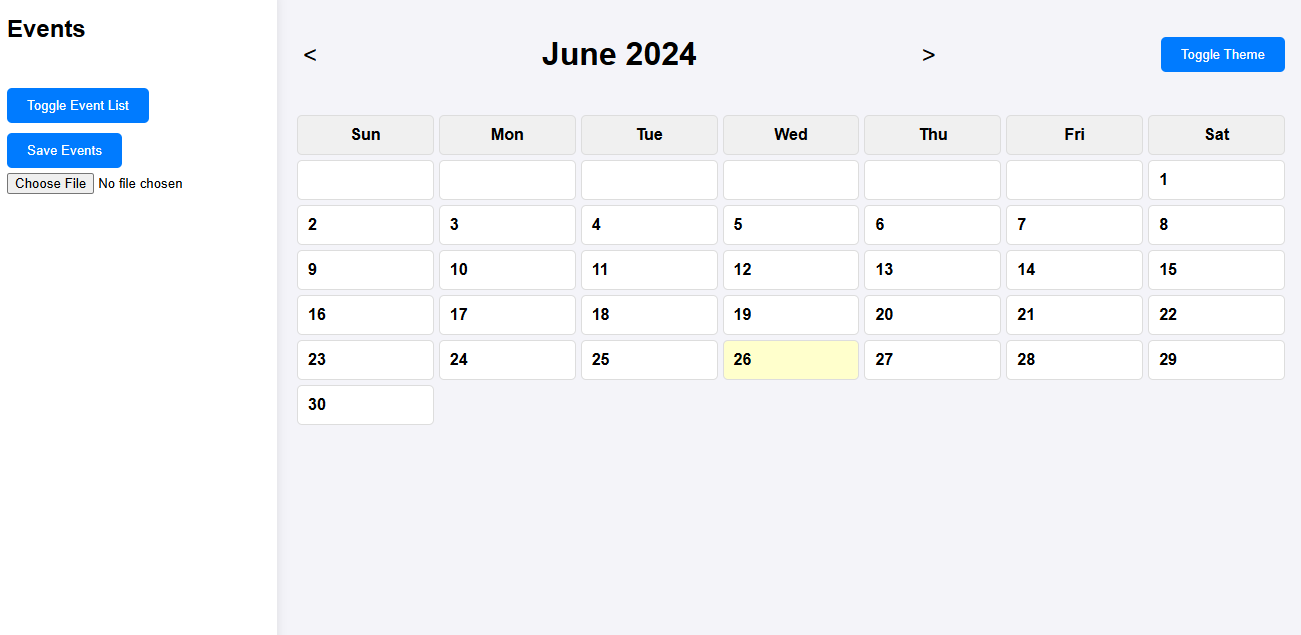 Events
Toggle Event List
Save Events
Choose File No file chosen
< June 2024 > Toggle Theme
Sun Mon Tue Wed Thu Fri Sat
1
2 3 4 5 6 7 8
9 10 11 12 13 14 15
16 17 18 19 20 21 22
23 24 25 26 27 28 29
30